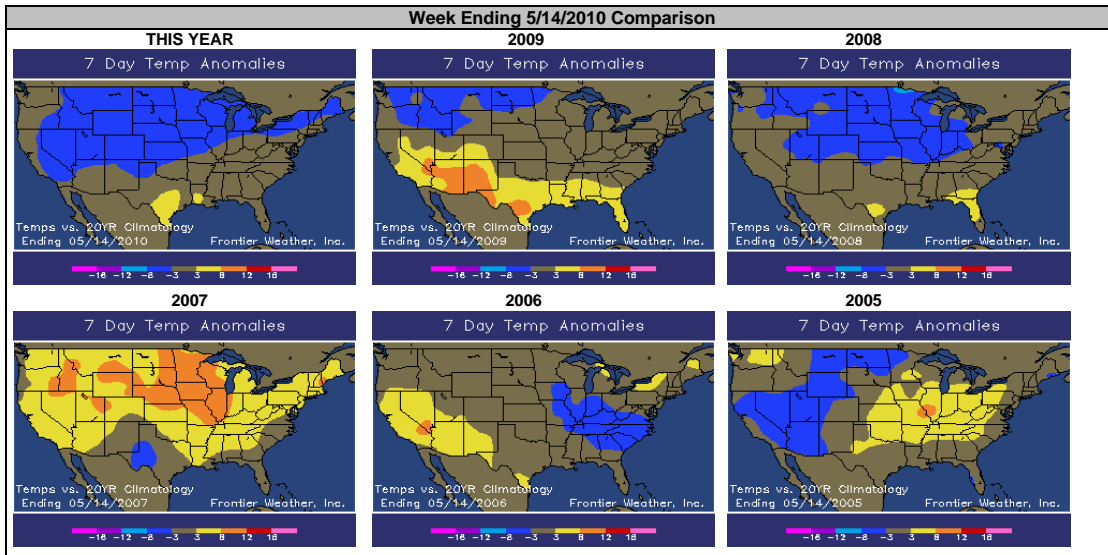 Week Ending 5/14/2010 Comparison
THIS YEAR
2009
2008
7 Day Temp Anomalies
7 Day Temp Anomalies
7 Day Temp Anomalies
Temps vs. 20YR Climatology
Ending 05/14/2010 Frontier Weather, Inc.
Temps vs. 20YR Climatology
Ending 05/14/2009 Frontier Weather, Inc.
Temps vs. 20YR Climatology
Ending 05/14/2008 Frontier Weather, Inc.
-16 -12 -8 -3 3 8 12 16
-16 -12 -8 -3 3 8 12 16
-16 -12 -8 -3 3 8 12 16
2007
2006
2005
7 Day Temp Anomalies
7 Day Temp Anomalies
7 Day Temp Anomalies
Temps vs. 20YR Climatology
Ending 05/14/2007 Frontier Weather, Inc.
Temps vs. 20YR Climatology
Ending 05/14/2006 Frontier Weather, Inc.
Temps vs. 20YR Climatology
Ending 05/14/2005 Frontier Weather, Inc.
-16 -12 -8 -3 3 8 12 16
-16 -12 -8 -3 3 8 12 16
-16 -12 -8 -3 3 8 12 16